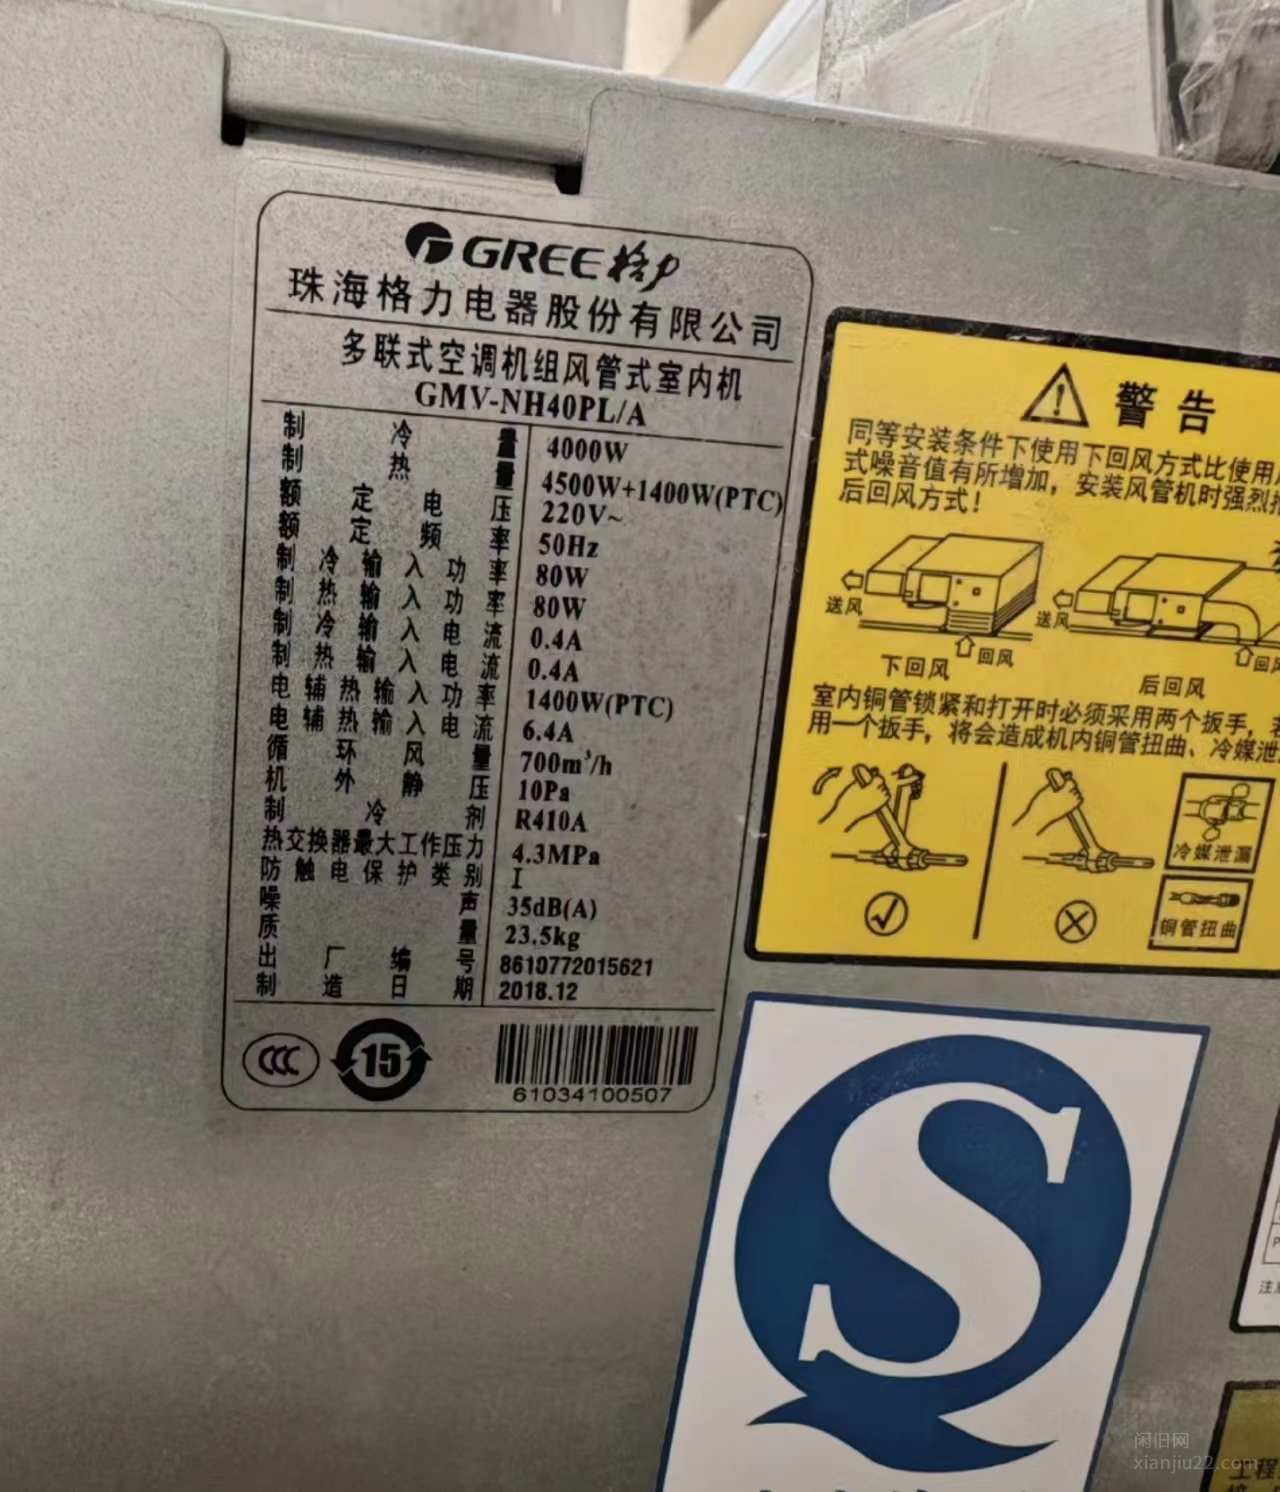 GREE格力
珠海格力电器股份有限公司
多联式空调机组风管式室内机
GMV-NH40PL/A
制冷量 4000W
制热量 4500W+1400W(PTC)
额定电压 220V~
额定频率 50Hz
制冷输入功率 80W
制热输入功率 80W
制冷输入电流 0.4A
制热输入电流 0.4A
电辅热输入功率 1400W(PTC)
电辅热输入电流 6.4A
循环风量 700m³/h
机外静压 10Pa
制冷剂 R410A
热交换器最大工作压力 4.3MPa
防触电保护类别 I
噪声 35dB(A)
质量 23.5kg
出厂编号 8610772015621
制造日期 2018.12
CCC
15
61034100507
警告
同等安装条件下使用下回风方式比使用
式噪音值有所增加，安装风管机时强烈
后回风方式！
送风
回风
下回风
送风
回风
后回风
室内铜管锁紧和打开时必须采用两个扳手，
用一个扳手，将会造成机内铜管扭曲、冷媒泄
冷媒泄漏
铜管扭曲
S
P
注
工程
闲旧网
xianjiu22.com